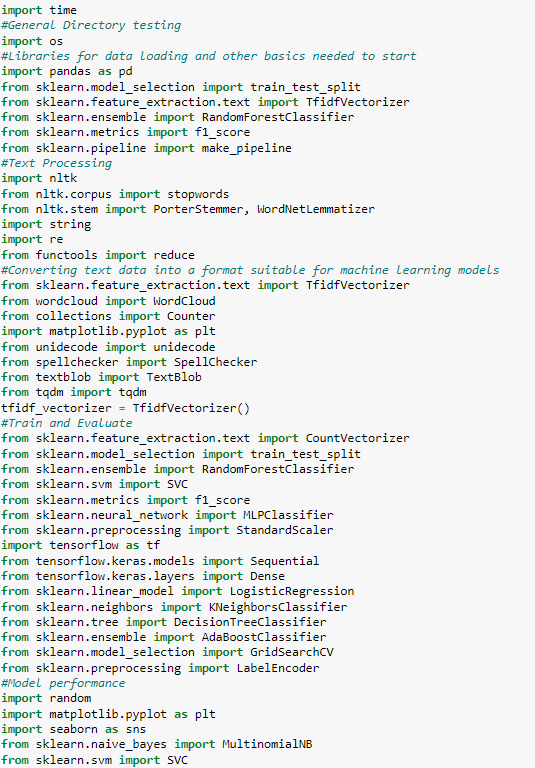 import time
#General Directory testing
import os
#Libraries for data loading and other basics needed to start
import pandas as pd
from sklearn.model_selection import train_test_split
from sklearn.feature_extraction.text import TfidfVectorizer
from sklearn.ensemble import RandomForestClassifier
from sklearn.metrics import f1_score
from sklearn.pipeline import make_pipeline
#Text Processing
import nltk
from nltk.corpus import stopwords
from nltk.stem import PorterStemmer, WordNetLemmatizer
import string
import re
from functools import reduce
#Converting text data into a format suitable for machine learning models
from sklearn.feature_extraction.text import TfidfVectorizer
from wordcloud import WordCloud
from collections import Counter
import matplotlib.pyplot as plt
from unidecode import unidecode
from spellchecker import SpellChecker
from textblob import TextBlob
from tqdm import tqdm
tfidf_vectorizer = TfidfVectorizer()
#Train and Evaluate
from sklearn.feature_extraction.text import CountVectorizer
from sklearn.model_selection import train_test_split
from sklearn.ensemble import RandomForestClassifier
from sklearn.svm import SVC
from sklearn.metrics import f1_score
from sklearn.neural_network import MLPClassifier
from sklearn.preprocessing import StandardScaler
import tensorflow as tf
from tensorflow.keras.models import Sequential
from tensorflow.keras.layers import Dense
from sklearn.linear_model import LogisticRegression
from sklearn.neighbors import KNeighborsClassifier
from sklearn.tree import DecisionTreeClassifier
from sklearn.ensemble import AdaBoostClassifier
from sklearn.model_selection import GridSearchCV
from sklearn.preprocessing import LabelEncoder
#Model performance
import random
import matplotlib.pyplot as plt
import seaborn as sns
from sklearn.naive_bayes import MultinomialNB
from sklearn.svm import SVC